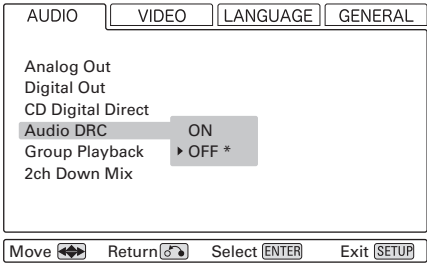 AUDIO VIDEO LANGUAGE GENERAL
Analog Out
Digital Out
CD Digital Direct
Audio DRC ON
Group Playback OFF *
2ch Down Mix
Move Return Select ENTER Exit SETUP